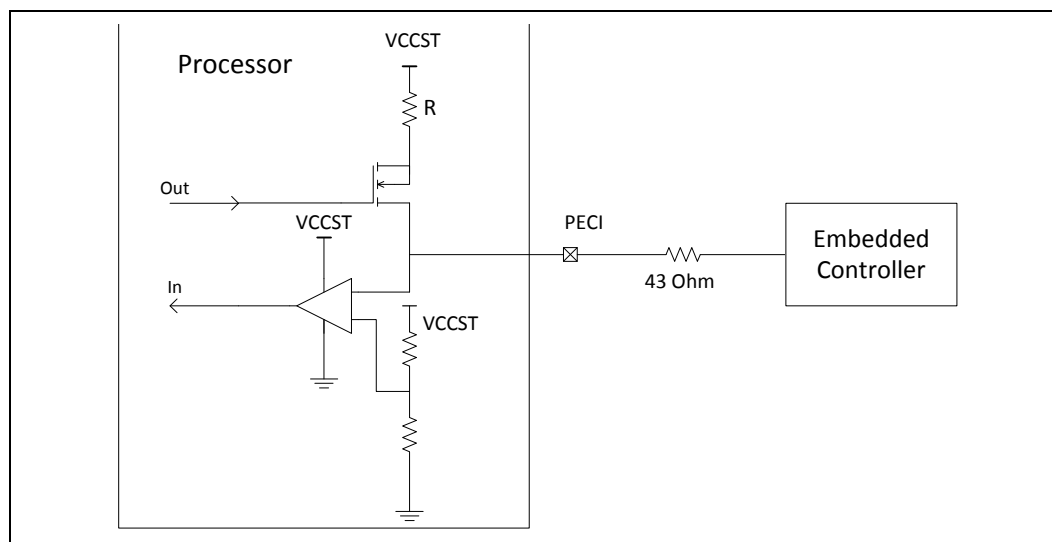 VCCST
Processor
R
Out
VCCST
PECI
Embedded
Controller
43 Ohm
In
VCCST